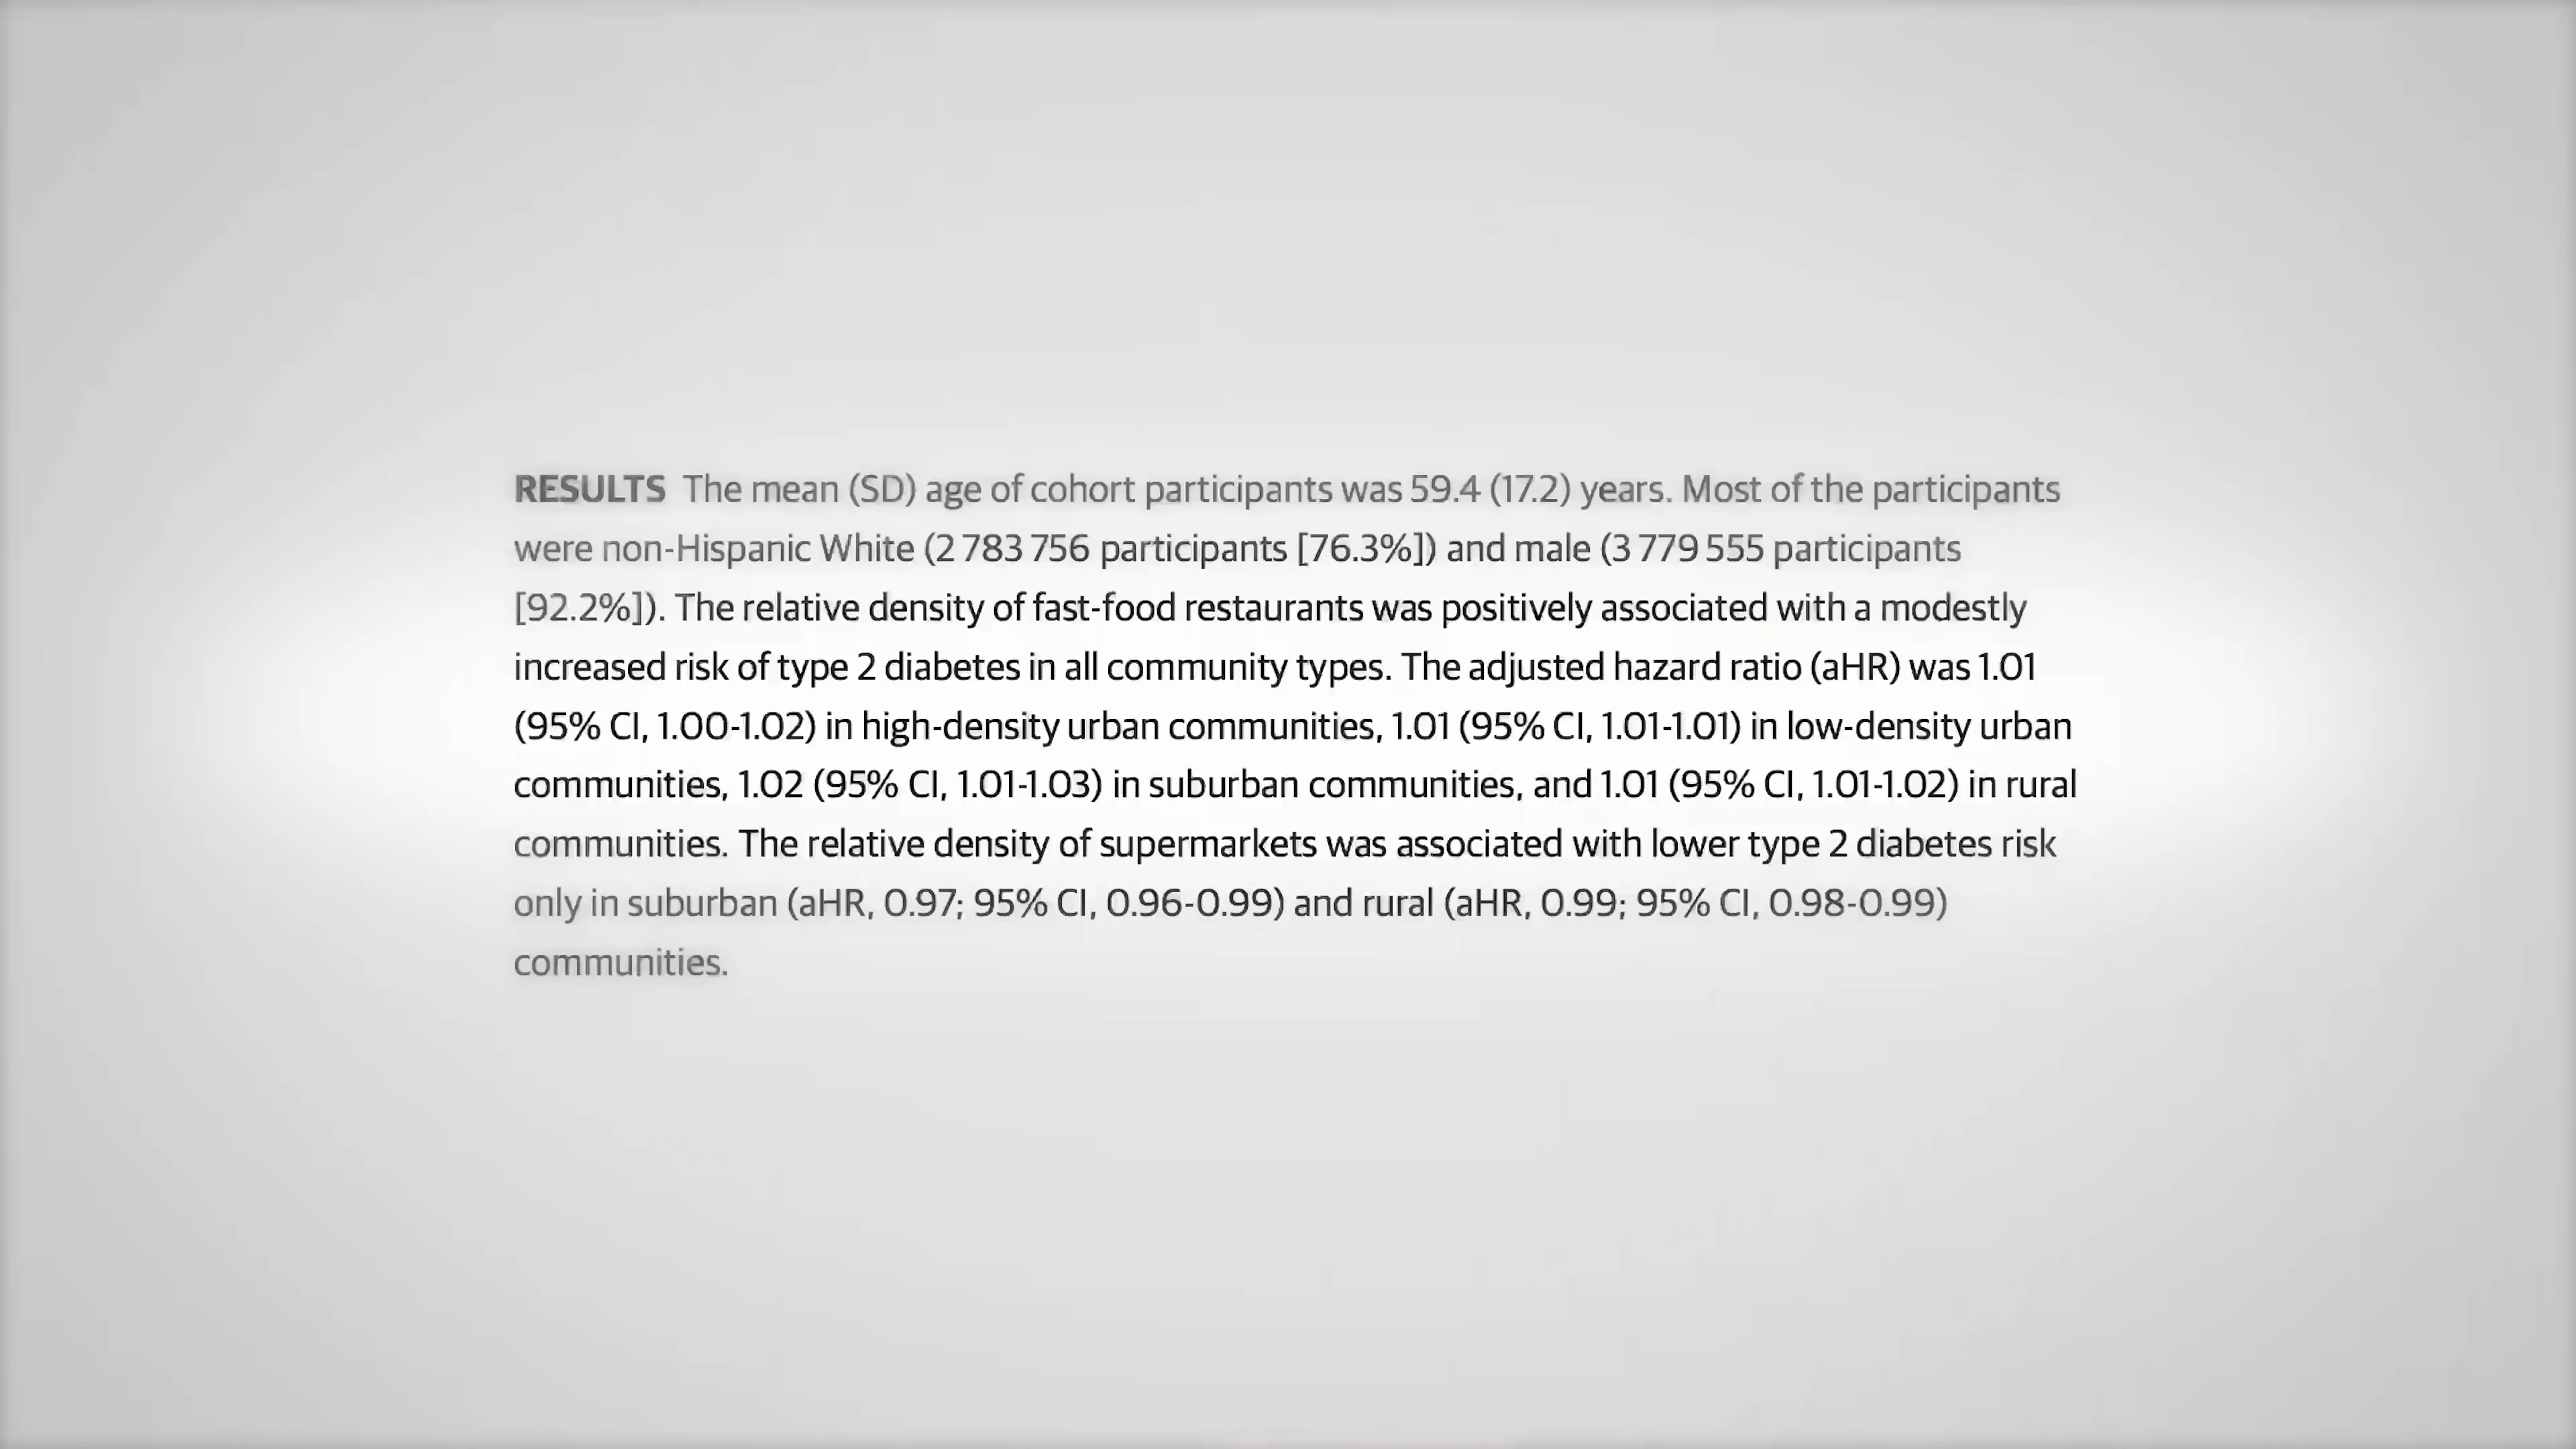 RESULTS The mean (SD) age of cohort participants was 59.4 (17.2) years. Most of the participants
were non-Hispanic White (2 783 756 participants [76.3%]) and male (3 779 555 participants
[92.2%]). The relative density of fast-food restaurants was positively associated with a modestly
increased risk of type 2 diabetes in all community types. The adjusted hazard ratio (aHR) was 1.01
(95% CI, 1.00-1.02) in high-density urban communities, 1.01 (95% CI, 1.01-1.01) in low-density urban
communities, 1.02 (95% CI, 1.01-1.03) in suburban communities, and 1.01 (95% CI, 1.01-1.02) in rural
communities. The relative density of supermarkets was associated with lower type 2 diabetes risk
only in suburban (aHR, 0.97; 95% CI, 0.96-0.99) and rural (aHR, 0.99; 95% CI, 0.98-0.99)
communities.